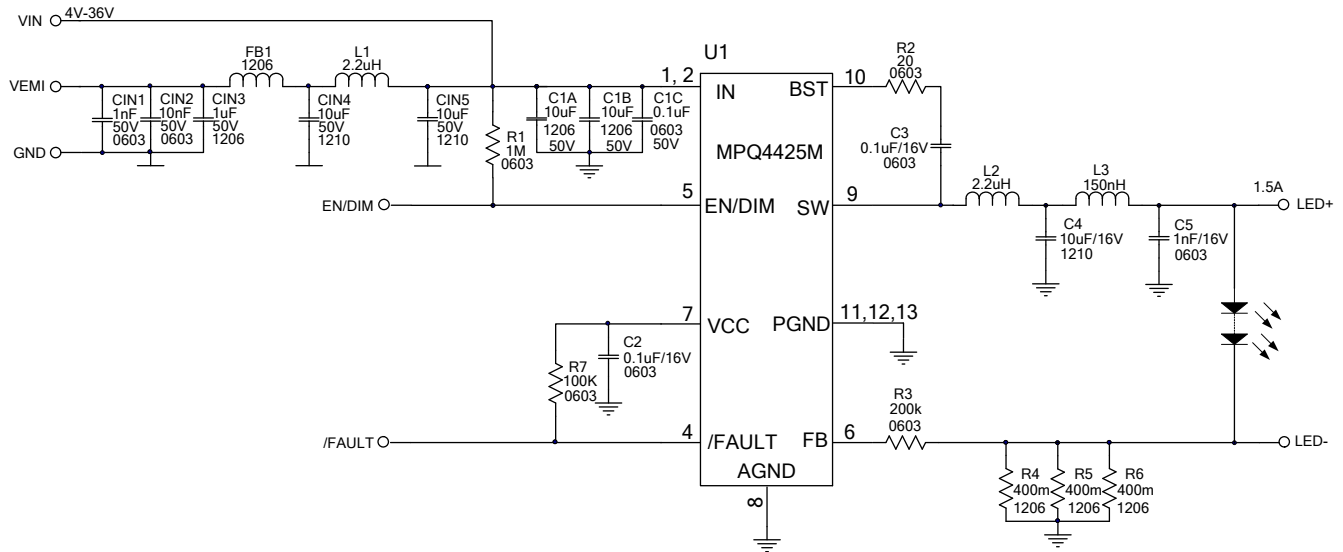 VIN
4V-36V
VEMI
GND
CIN1
1nF
50V
0603
CIN2
10nF
50V
0603
CIN3
1uF
50V
1206
FB1
1206
CIN4
10uF
50V
1210
L1
2.2uH
CIN5
10uF
50V
1210
R1
1M
0603
C1A
10uF
1206
50V
C1B
10uF
1206
50V
C1C
0.1uF
0603
50V
EN/DIM
U1
MPQ4425M
1, 2
IN
BST
10
R2
20
0603
C3
0.1uF/16V
0603
5
EN/DIM
SW
9
L2
2.2uH
L3
150nH
1.5A
LED+
C4
10uF/16V
1210
C5
1nF/16V
0603
7
VCC
PGND
11,12,13
C2
0.1uF/16V
0603
R7
100K
0603
/FAULT
4
/FAULT
FB
6
R3
200k
0603
LED-
AGND
8
R4
400m
1206
R5
400m
1206
R6
400m
1206